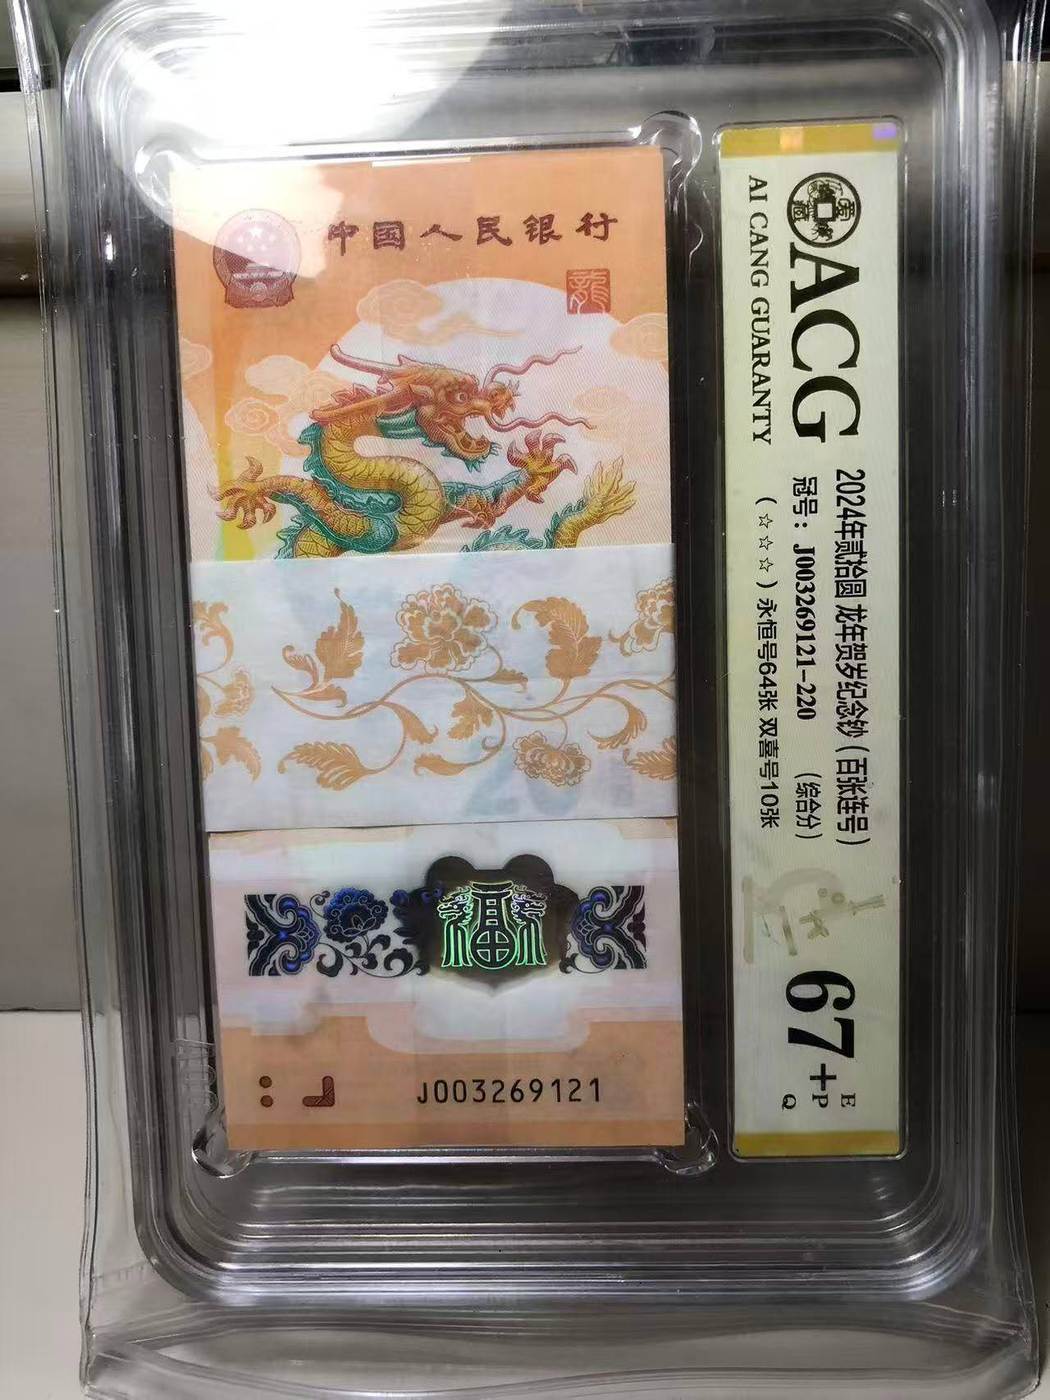 中国人民银行
龍
福
J003269121
ACG
AI CANG GUARANTY
2024年贰拾圆 龙年贺岁纪念钞（百张连号）
冠号：J003269121-220 （综合分）
（☆☆☆）永恒号64张 双喜号10张
67+
E
P
Q